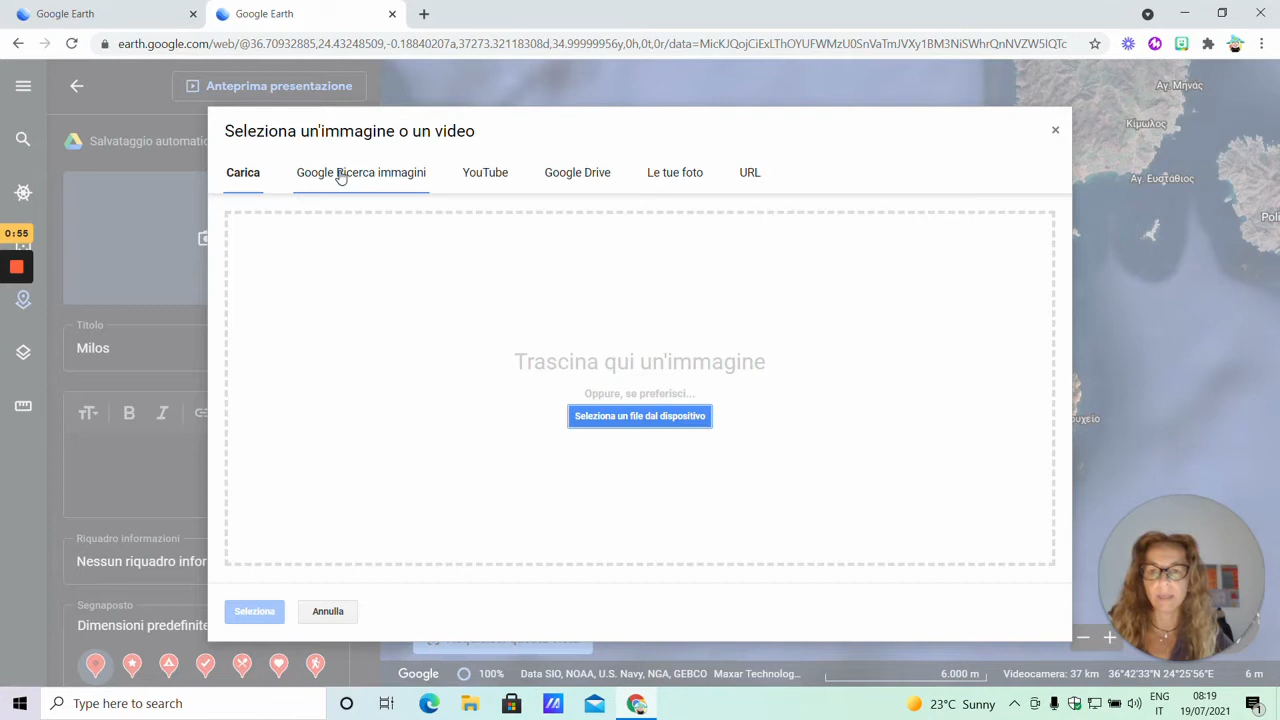 Google Earth
Google Earth
earth.google.com/web/@36.70932885,24.43248509,-0.18848207a,37217.32183839d,34.99999956y,0h,0t,0r/data=
Anteprima presentazione
Salvataggio automatic
Seleziona un'immagine o un video
Carica Google Ricerca immagini YouTube Google Drive Le tue foto URL
Αγ. Μηνάς
Κίμωλος
Αγ. Ευστάθιος
Poli
0:55
Titolo
Milos
Trascina qui un'immagine
Oppure, se preferisci...
Seleziona un file dal dispositivo
Riquadro informazioni
Nessun riquadro infor
Segnaposto
Dimensioni predefinite
Seleziona Annulla
Google 100% Data SIO, NOAA, U.S. Navy, NGA, GEBCO Maxar Technolog... 6.000 m Videocamera: 37 km 36°42'33"N 24°25'56"E 6 m
Type here to search
23°C Sunny
ENG
IT
08:19
19/07/2021
1